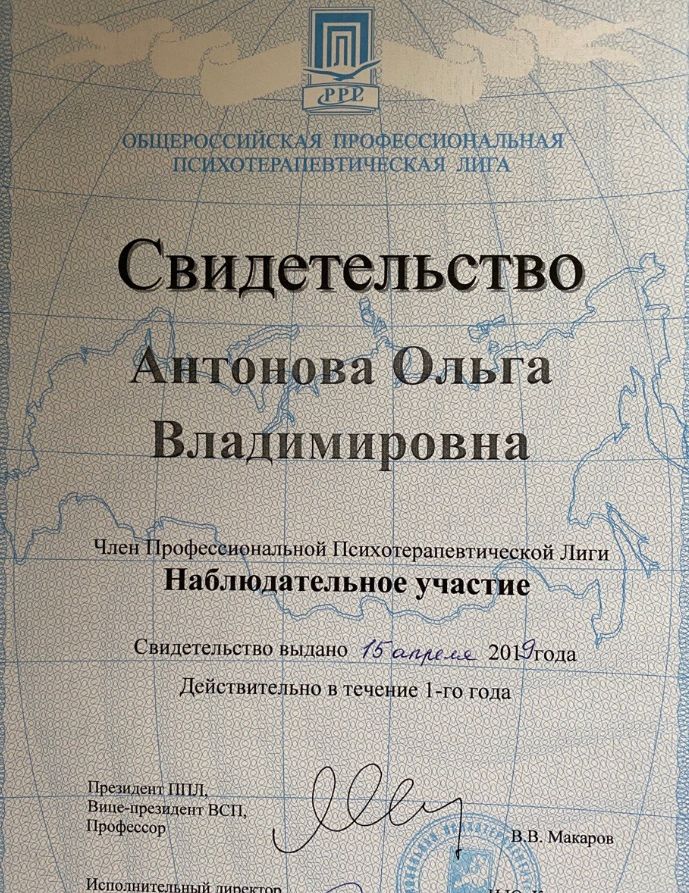 РРЛ
ОБЩЕРОССИЙСКАЯ ПРОФЕССИОНАЛЬНАЯ
ПСИХОТЕРАПЕВТИЧЕСКАЯ ЛИГА
Свидетельство
Антонова Ольга
Владимировна
Член Профессиональной Психотерапевтической Лиги
Наблюдательное участие
Свидетельство выдано 15 апреля 2019 года
Действительно в течение 1-го года
Президент ППЛ,
Вице-президент ВСП,
Профессор
В.В. Макаров
Исполнительный директор